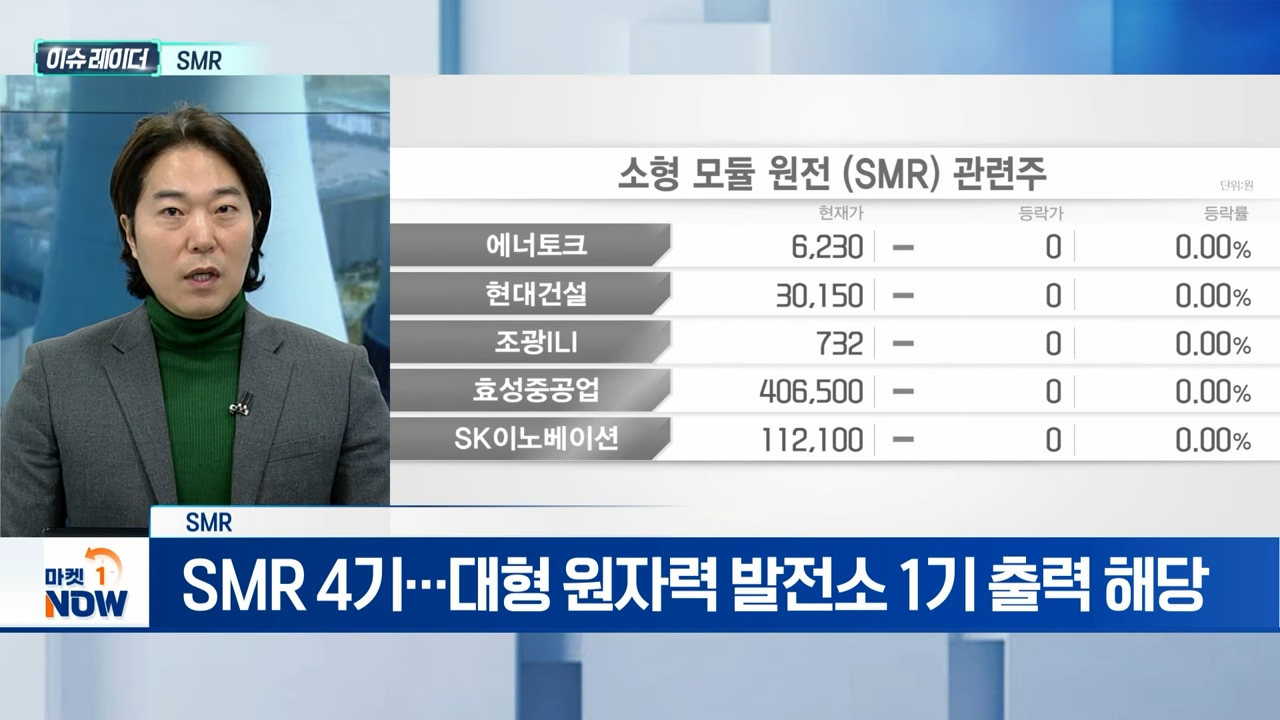 이슈레이더 SMR
소형 모듈 원전 (SMR) 관련주
단위:원
현재가 등락가 등락률
에너토크 6,230 - 0 0.00%
현대건설 30,150 - 0 0.00%
조광ILI 732 - 0 0.00%
효성중공업 406,500 - 0 0.00%
SK이노베이션 112,100 - 0 0.00%
SMR
마켓 1
NOW
SMR 4기…대형 원자력 발전소 1기 출력 해당